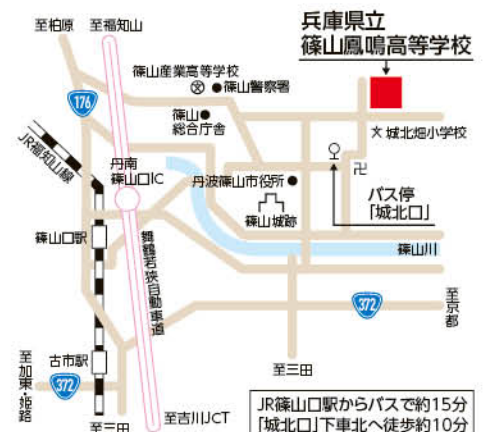 至柏原
至福知山
兵庫県立
篠山鳳鳴高等学校
篠山産業高等学校
篠山警察署
176
篠山
総合庁舎
城北畑小学校
JR福知山線
丹南
篠山口IC
丹波篠山市役所
卍
バス停
「城北口」
篠山城跡
篠山口駅
舞鶴若狭自動車道
篠山川
372
至京都
古市駅
372
至加東・姫路
至三田
至三田
至吉川JCT
JR篠山口駅からバスで約15分
「城北口」下車北へ徒歩約10分